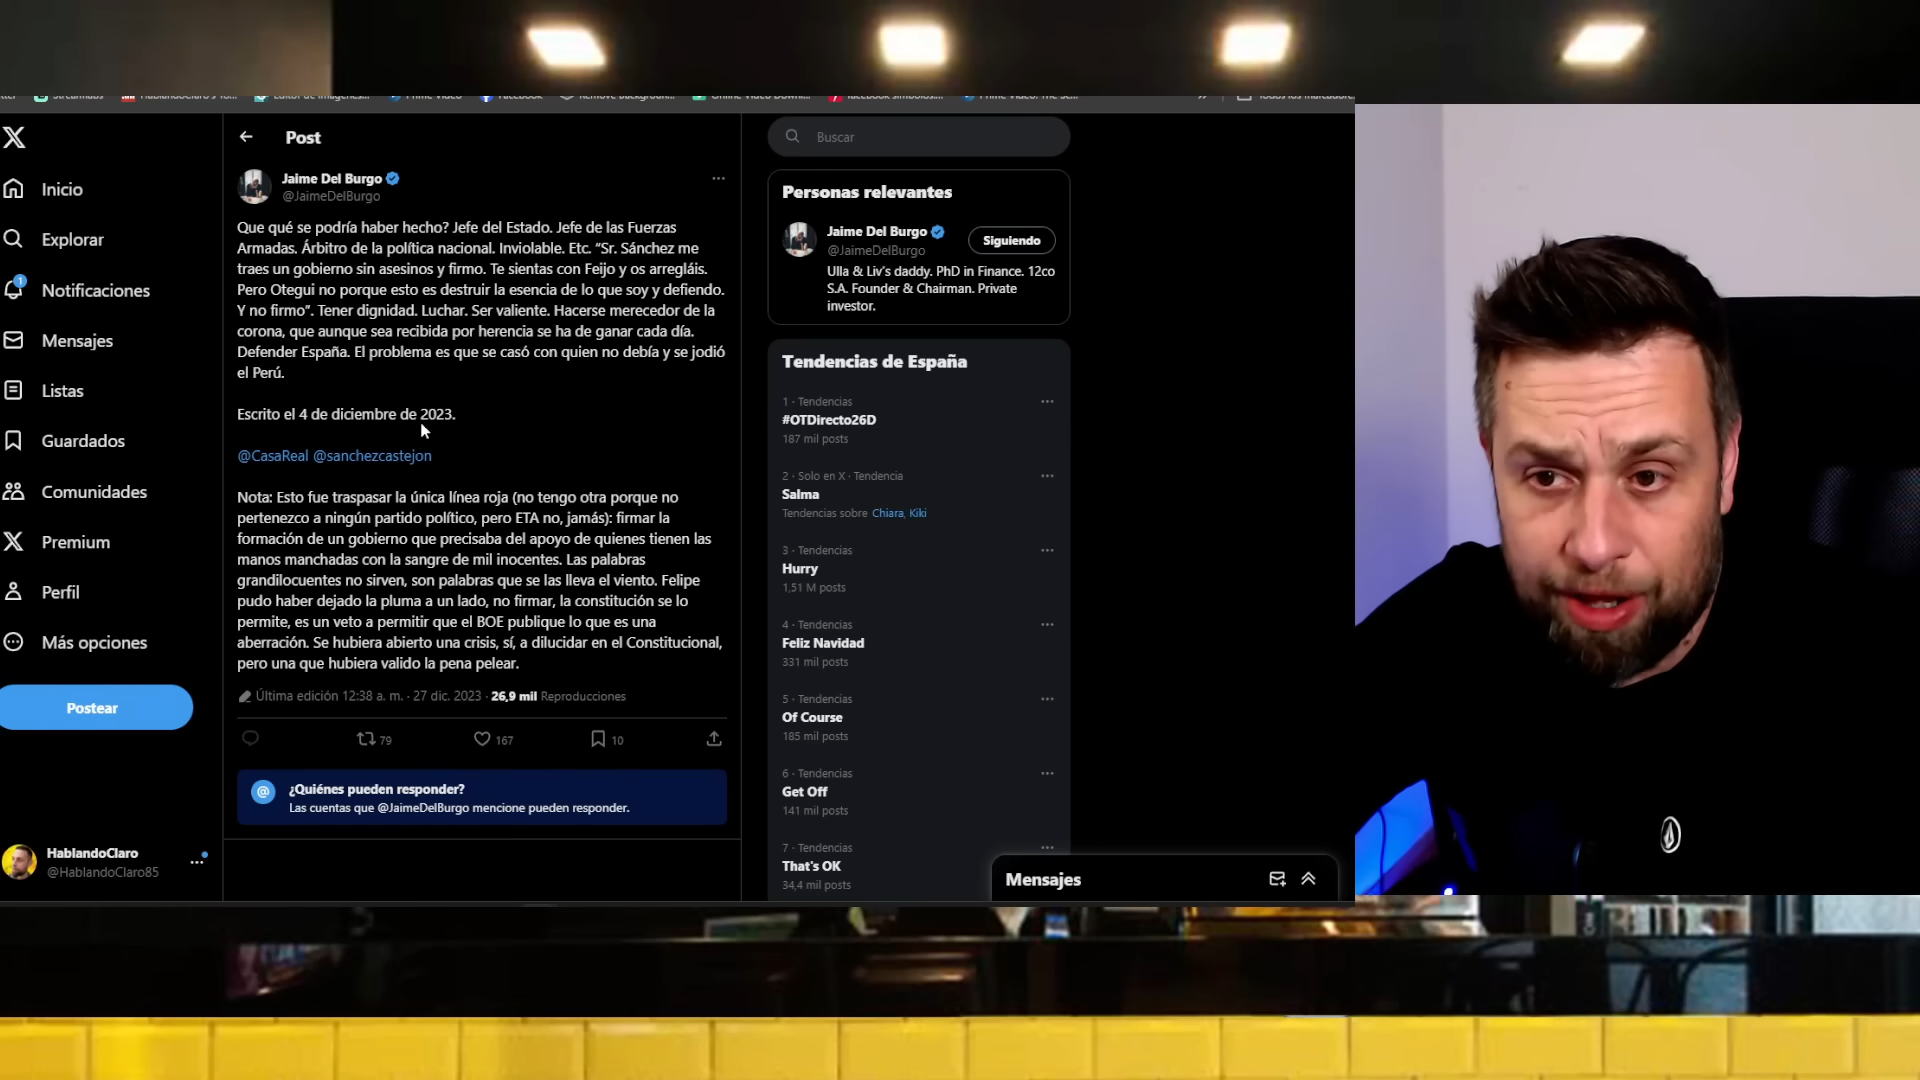 Inicio
Explorar
1
Notificaciones
Mensajes
Listas
Guardados
Comunidades
Premium
Perfil
Más opciones
Postear
HablandoClaro
@HablandoClaro85
Post
Jaime Del Burgo
@JaimeDelBurgo
Que qué se podría haber hecho? Jefe del Estado. Jefe de las Fuerzas
Armadas. Árbitro de la política nacional. Inviolable. Etc. “Sr. Sánchez me
traes un gobierno sin asesinos y firmo. Te sientas con Feijo y os arregláis.
Pero Otegui no porque esto es destruir la esencia de lo que soy y defiendo.
Y no firmo”. Tener dignidad. Luchar. Ser valiente. Hacerse merecedor de la
corona, que aunque sea recibida por herencia se ha de ganar cada día.
Defender España. El problema es que se casó con quien no debía y se jodió
el Perú.
Escrito el 4 de diciembre de 2023.
@CasaReal @sanchezcastejon
Nota: Esto fue traspasar la única línea roja (no tengo otra porque no
pertenezco a ningún partido político, pero ETA no, jamás): firmar la
formación de un gobierno que precisaba del apoyo de quienes tienen las
manos manchadas con la sangre de mil inocentes. Las palabras
grandilocuentes no sirven, son palabras que se las lleva el viento. Felipe
pudo haber dejado la pluma a un lado, no firmar, la constitución se lo
permite, es un veto a permitir que el BOE publique lo que es una
aberración. Se hubiera abierto una crisis, sí, a dilucidar en el Constitucional,
pero una que hubiera valido la pena pelear.
Última edición 12:38 a. m. · 27 dic. 2023 · 26,9 mil Reproducciones
79
167
10
¿Quiénes pueden responder?
Las cuentas que @JaimeDelBurgo mencione pueden responder.
Buscar
Personas relevantes
Jaime Del Burgo
@JaimeDelBurgo
Siguiendo
Ulla & Liv's daddy. PhD in Finance. 12co
S.A. Founder & Chairman. Private
investor.
Tendencias de España
1 · Tendencias
#OTDirecto26D
187 mil posts
2 · Solo en X · Tendencia
Salma
Tendencias sobre Chiara, Kiki
3 · Tendencias
Hurry
1,51 M posts
4 · Tendencias
Feliz Navidad
331 mil posts
5 · Tendencias
Of Course
185 mil posts
6 · Tendencias
Get Off
141 mil posts
7 · Tendencias
That's OK
34,4 mil posts
Mensajes